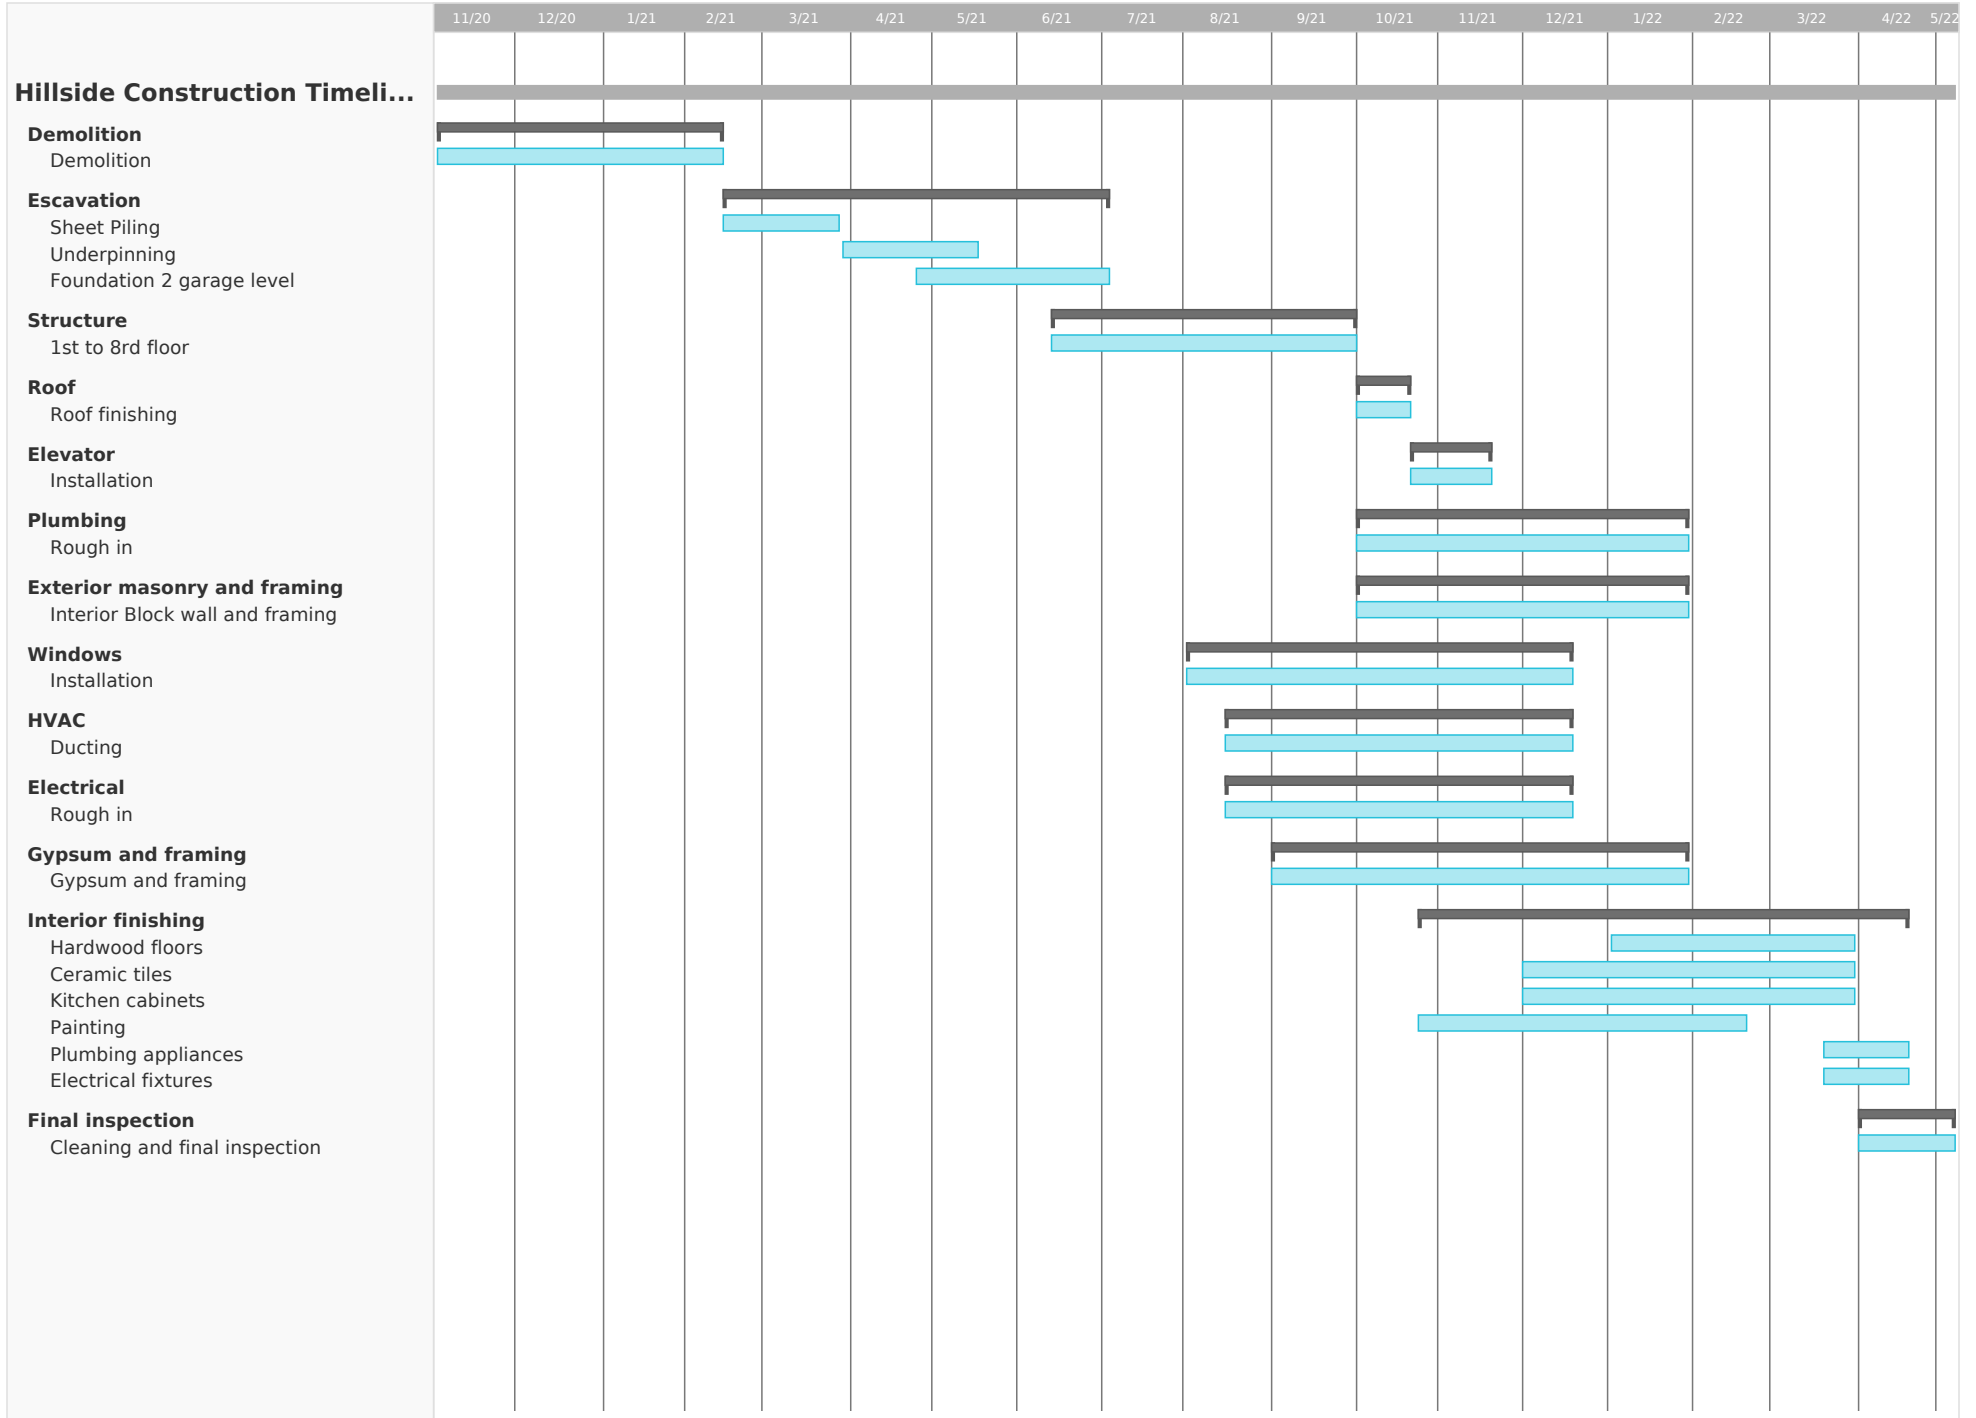 11/20 12/20 1/21 2/21 3/21 4/21 5/21 6/21 7/21 8/21 9/21 10/21 11/21 12/21 1/22 2/22 3/22 4/22 5/22
Hillside Construction Timeli...
Demolition
Demolition
Escavation
Sheet Piling
Underpinning
Foundation 2 garage level
Structure
1st to 8rd floor
Roof
Roof finishing
Elevator
Installation
Plumbing
Rough in
Exterior masonry and framing
Interior Block wall and framing
Windows
Installation
HVAC
Ducting
Electrical
Rough in
Gypsum and framing
Gypsum and framing
Interior finishing
Hardwood floors
Ceramic tiles
Kitchen cabinets
Painting
Plumbing appliances
Electrical fixtures
Final inspection
Cleaning and final inspection